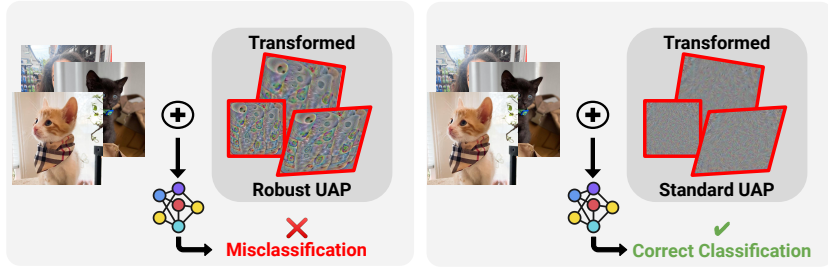 Transformed
Robust UAP
Misclassification
Transformed
Standard UAP
Correct Classification